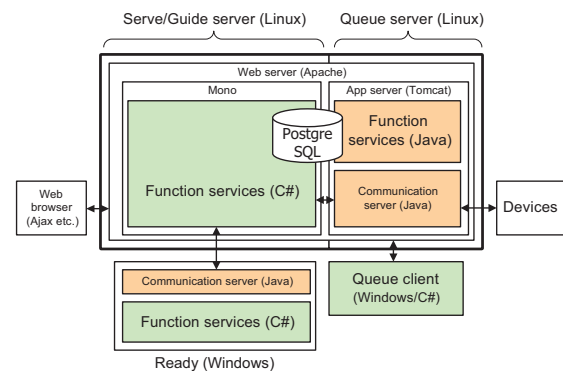 Serve/Guide server (Linux)
Queue server (Linux)
Web server (Apache)
Mono
App server (Tomcat)
Postgre
SQL
Function
services (Java)
Function services (C#)
Communication
server (Java)
Web
browser
(Ajax etc.)
Devices
Communication server (Java)
Function services (C#)
Queue client
(Windows/C#)
Ready (Windows)